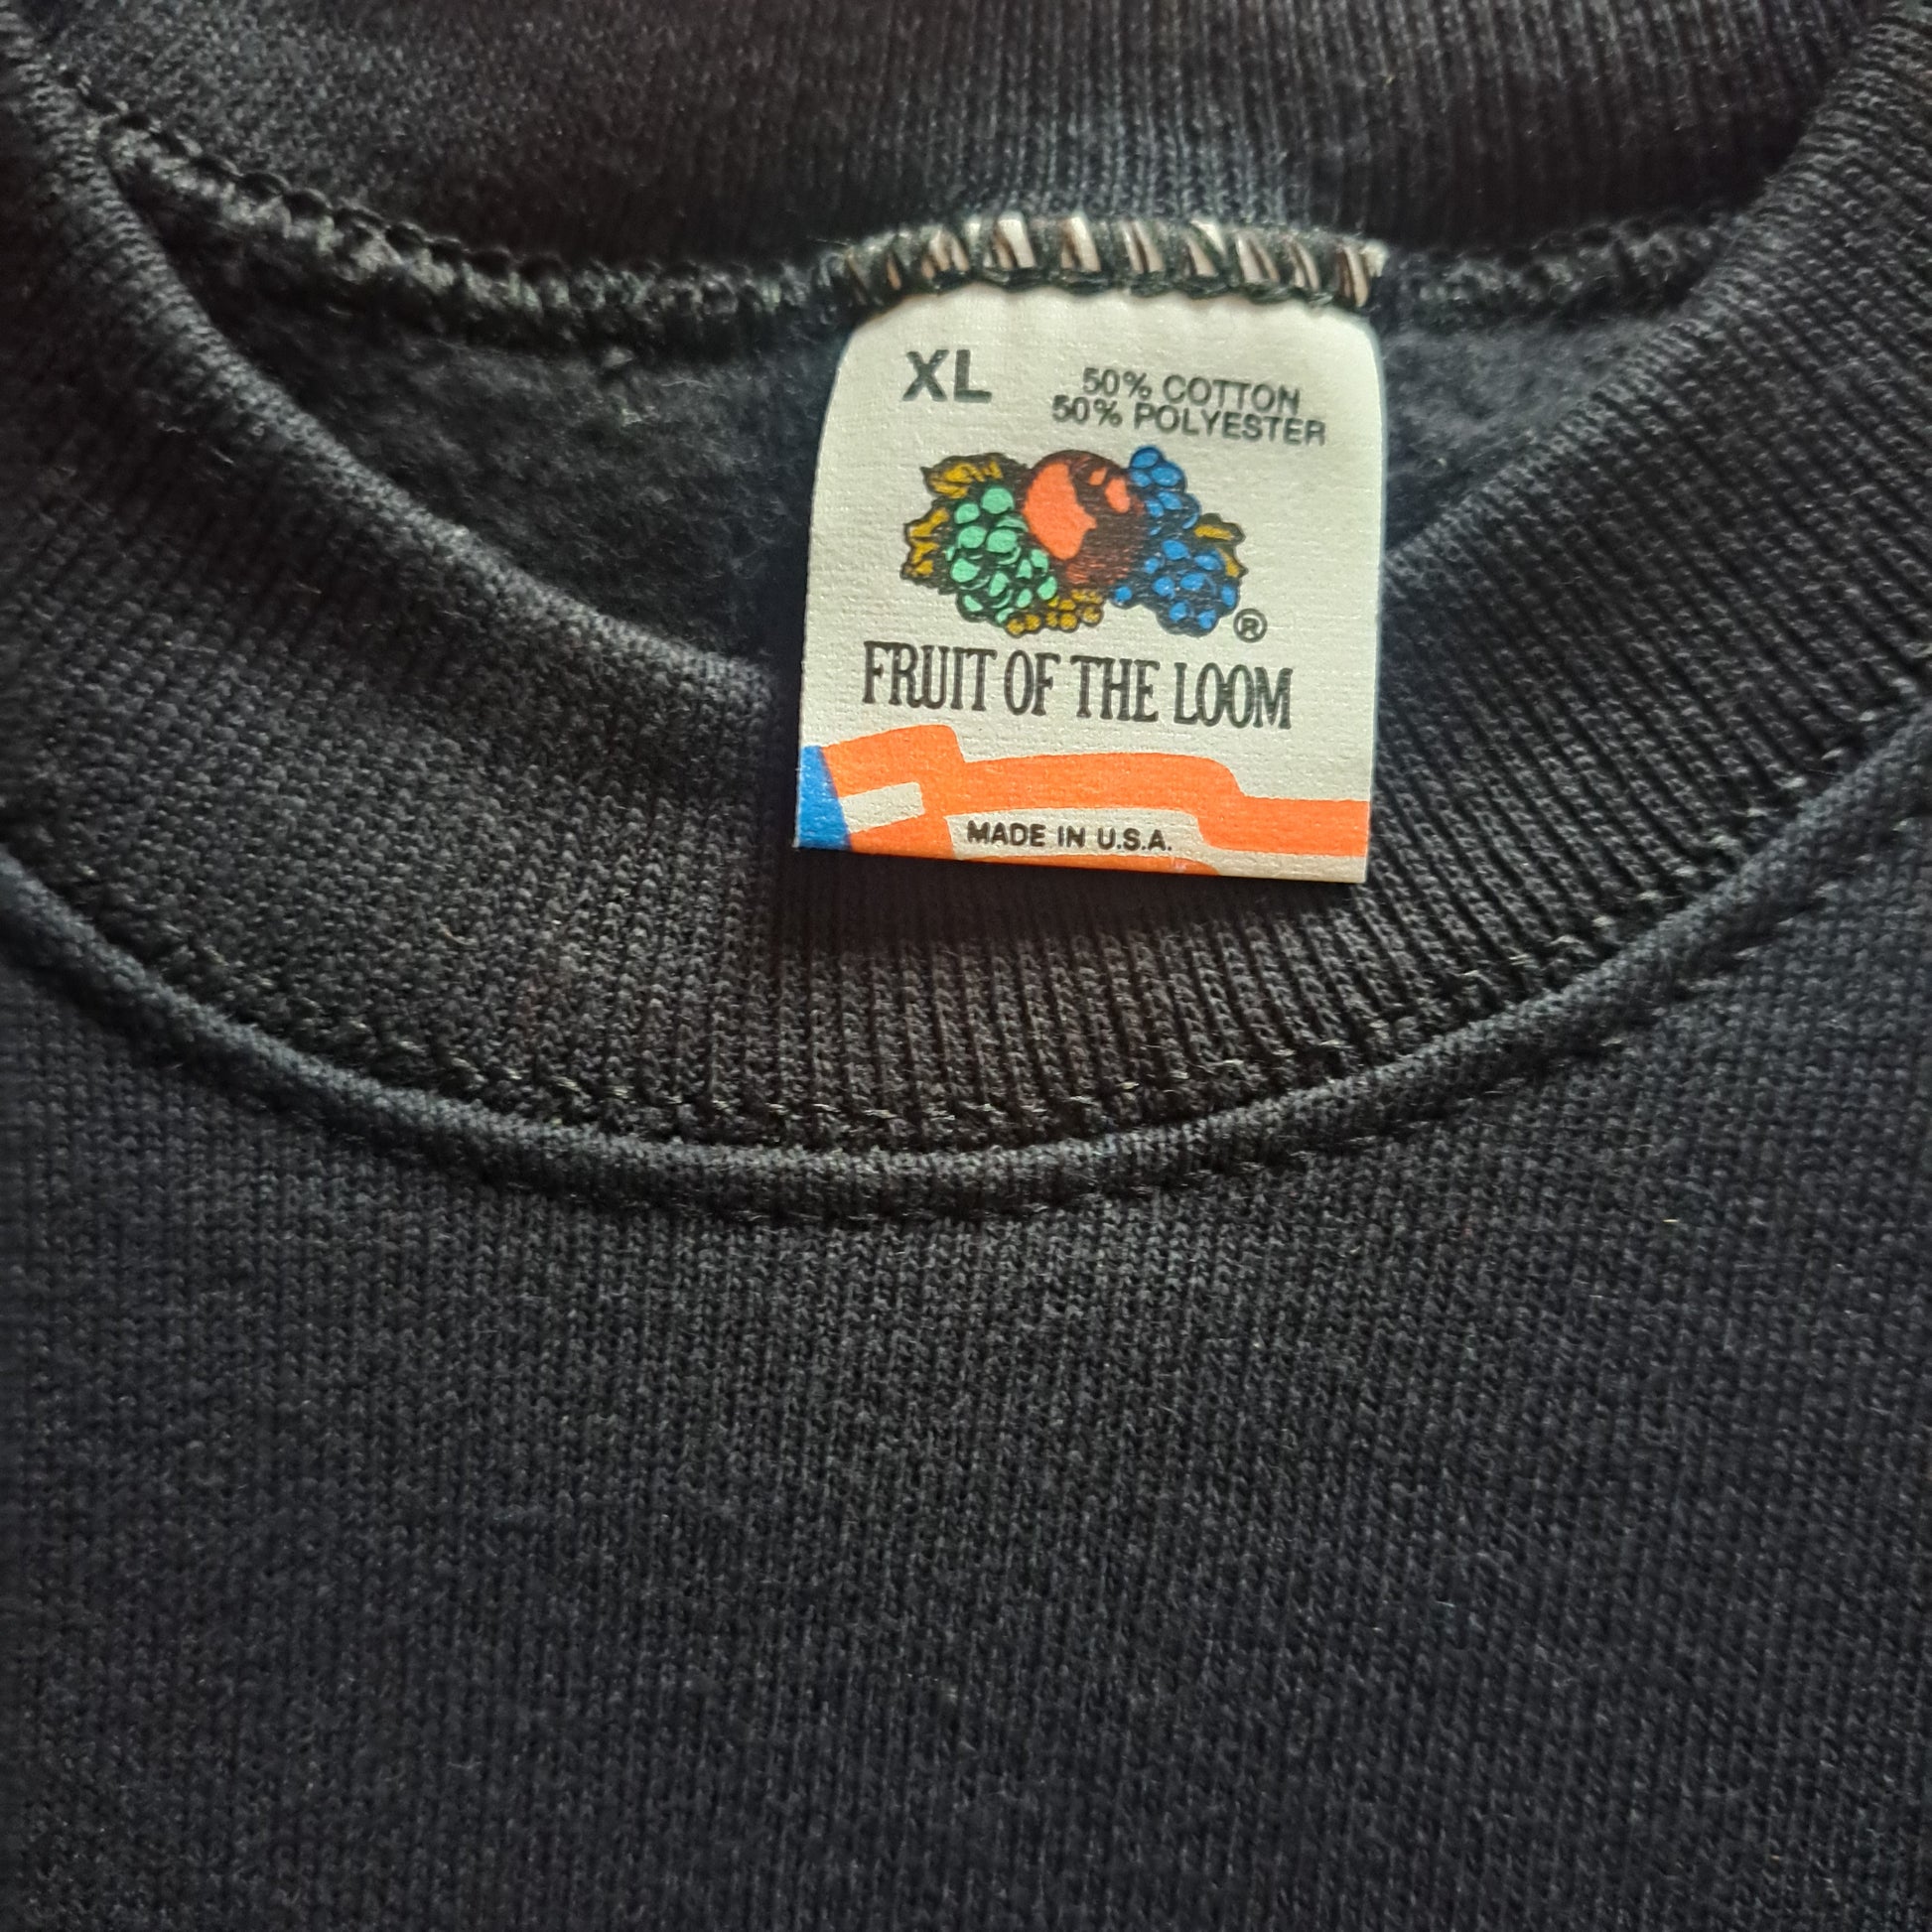 XL
50% COTTON
50% POLYESTER
®
FRUIT OF THE LOOM
MADE IN U.S.A.